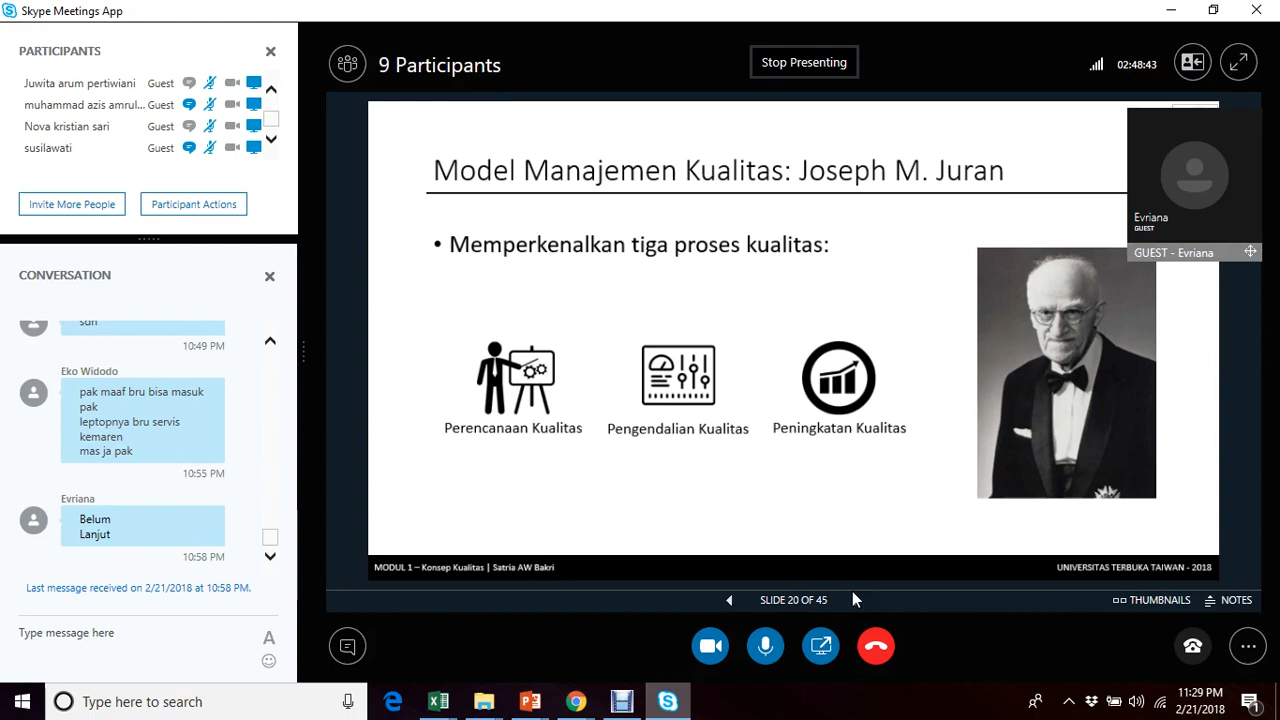 Skype Meetings App
PARTICIPANTS
Juwita arum pertiwiani Guest
muhammad azis amrul... Guest
Nova kristian sari Guest
susilawati Guest
Invite More People Participant Actions
CONVERSATION
sdh
10:49 PM
Eko Widodo
pak maaf bru bisa masuk
pak
leptopnya bru servis
kemaren
mas ja pak
10:55 PM
Evriana
Belum
Lanjut
10:58 PM
Last message received on 2/21/2018 at 10:58 PM.
Type message here
A
9 Participants
Stop Presenting
02:48:43
Model Manajemen Kualitas: Joseph M. Juran
• Memperkenalkan tiga proses kualitas:
Perencanaan Kualitas Pengendalian Kualitas Peningkatan Kualitas
Evriana
GUEST
GUEST - Evriana
MODUL 1 – Konsep Kualitas | Satria AW Bakri UNIVERSITAS TERBUKA TAIWAN - 2018
SLIDE 20 OF 45 THUMBNAILS NOTES
Type here to search
11:29 PM
2/21/2018
1